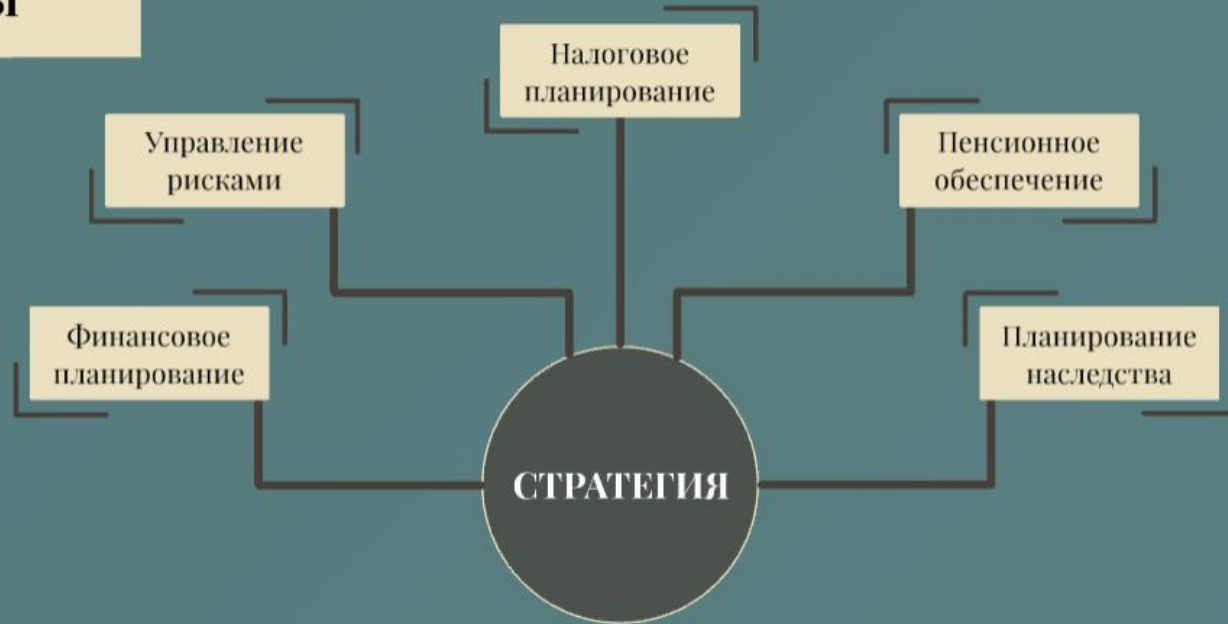 Налоговое
планирование
Управление
рисками
Пенсионное
обеспечение
Финансовое
планирование
Планирование
наследства
СТРАТЕГИЯ